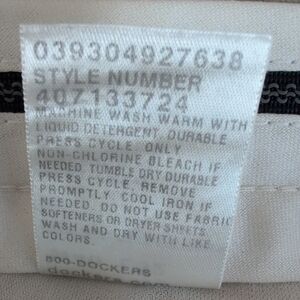 039304927638
STYLE NUMBER
407133724
MACHINE WASH WARM WITH
LIQUID DETERGENT, DURABLE
PRESS CYCLE. ONLY
NON-CHLORINE BLEACH IF
NEEDED. TUMBLE DRY DURABLE
PRESS CYCLE. REMOVE
PROMPTLY. COOL IRON IF
NEEDED. DO NOT USE FABRIC
SOFTENERS OR DRYER SHEETS.
WASH AND DRY WITH LIKE
COLORS.
800-DOCKERS